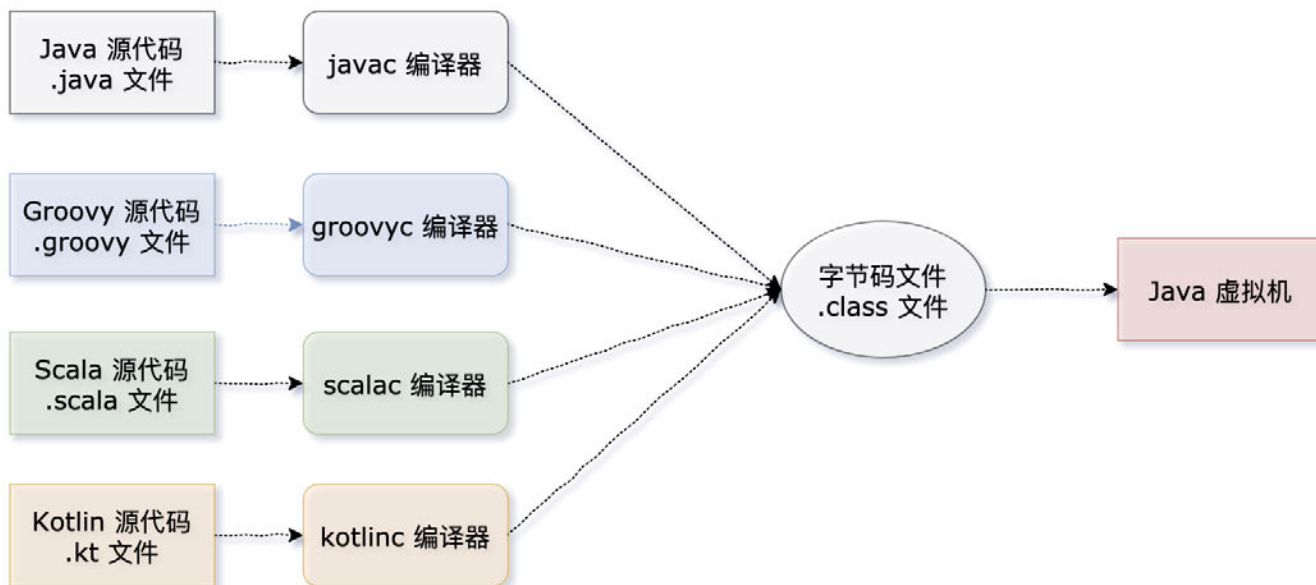 Java 源代码
.java 文件
javac 编译器
Groovy 源代码
.groovy 文件
groovyc 编译器
字节码文件
.class 文件
Java 虚拟机
Scala 源代码
.scala 文件
scalac 编译器
Kotlin 源代码
.kt 文件
kotlinc 编译器